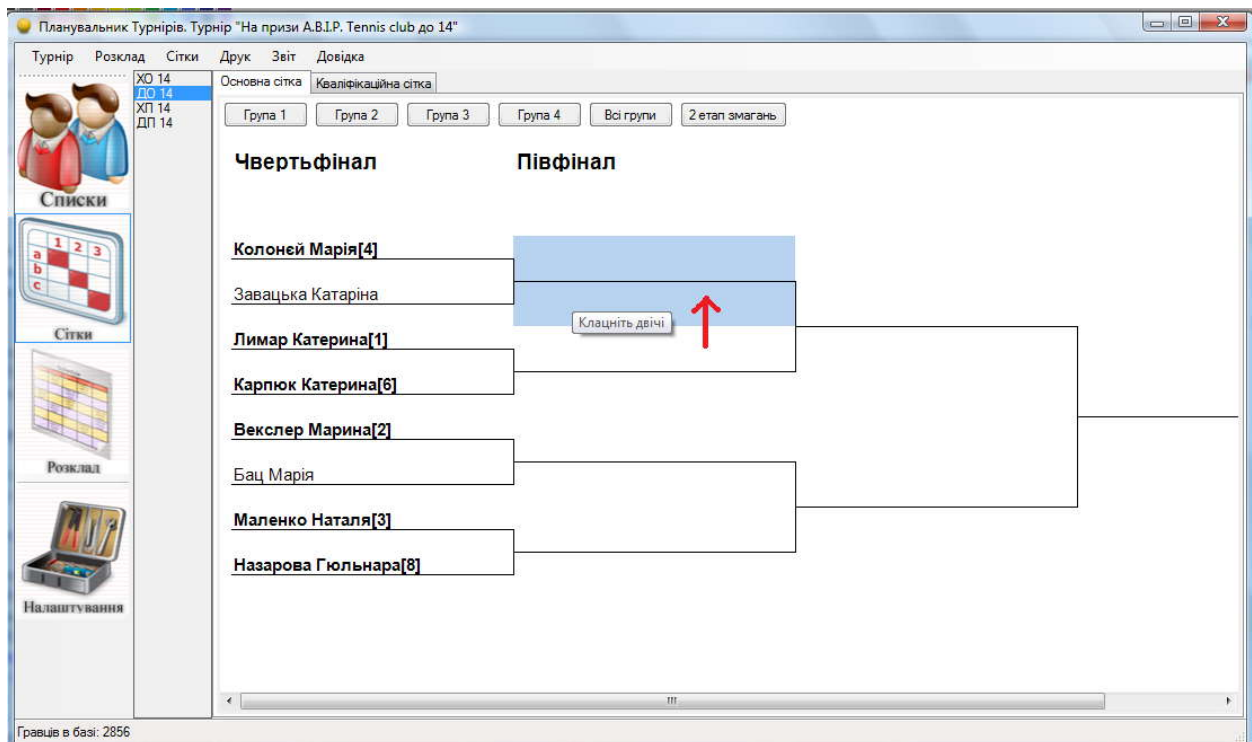 Планувальник Турнірів. Турнір "На призи A.B.I.P. Tennis club до 14"
Турнір Розклад Сітки Друк Звіт Довідка
ХО 14
ДО 14
ХП 14
ДП 14
Основна сітка Кваліфікаційна сітка
Група 1 Група 2 Група 3 Група 4 Всі групи 2 етап змагань
Чвертьфінал Півфінал
Списки
1 2 3
a
b
c
Сітки
Розклад
Налаштування
Колонєй Марія[4]
Завацька Катаріна
Клацніть двічі
Лимар Катерина[1]
Карпюк Катерина[6]
Векслер Марина[2]
Бац Марія
Маленко Наталя[3]
Назарова Гюльнара[8]
Гравців в базі: 2856